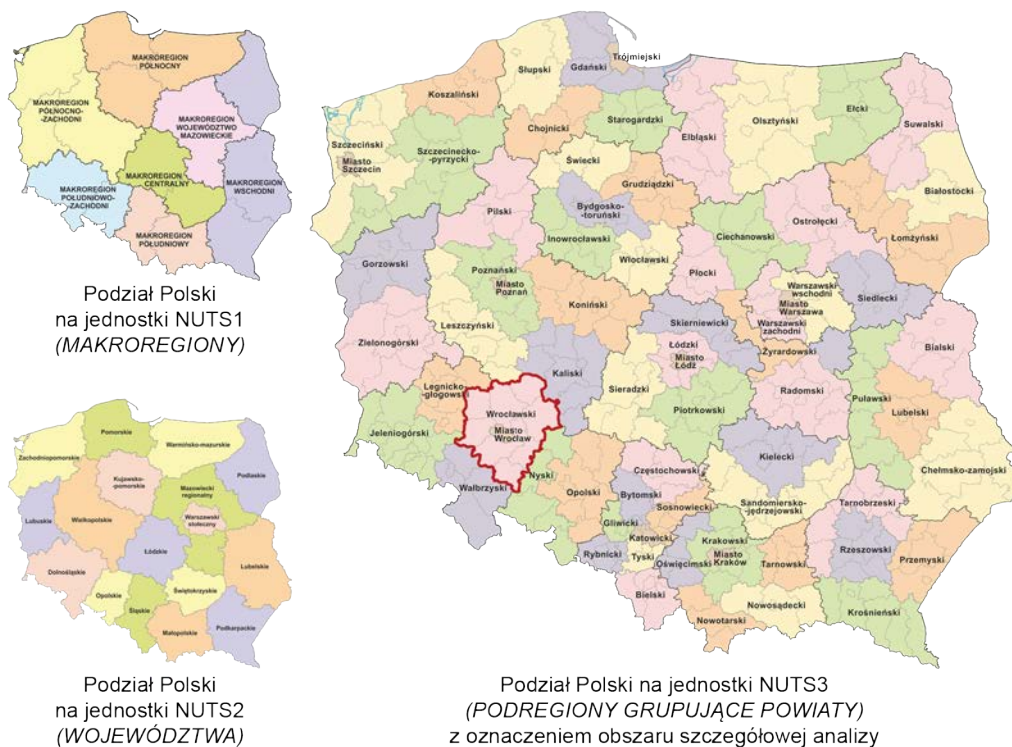 MAKROREGION
PÓŁNOCNY
MAKROREGION
PÓŁNOCNO-
-ZACHODNI
MAKROREGION
WOJEWÓDZTWO
MAZOWIECKIE
MAKROREGION
CENTRALNY
MAKROREGION
WSCHODNI
MAKROREGION
POŁUDNIOWO-
ZACHODNI
MAKROREGION
POŁUDNIOWY
Podział Polski
na jednostki NUTS1
(MAKROREGIONY)
Pomorskie
Zachodniopomorskie
Warmińsko-mazurskie
Podlaskie
Kujawsko-
-pomorskie
Mazowiecki
regionalny
Warszawski
stołeczny
Lubuskie
Wielkopolskie
Łódzkie
Lubelskie
Dolnośląskie
Opolskie
Śląskie
Świętokrzyskie
Małopolskie
Podkarpackie
Podział Polski
na jednostki NUTS2
(WOJEWÓDZTWA)
Trójmiejski
Słupski
Gdański
Koszaliński
Chojnicki
Starogardzki
Elbląski
Olsztyński
Ełcki
Suwalski
Szczeciński
Miasto
Szczecin
Szczecinecko-
-pyrzycki
Świecki
Grudziądzki
Białostocki
Pilski
Bydgosko-
-toruński
Ostrołęcki
Łomżyński
Inowrocławski
Ciechanowski
Włocławski
Gorzowski
Poznański
Miasto
Poznań
Płocki
Warszawski
wschodni
Miasto
Warszawa
Warszawski
zachodni
Siedlecki
Koniński
Leszczyński
Skierniewicki
Zielonogórski
Łódzki
Miasto
Łódź
Żyrardowski
Bialski
Kaliski
Sieradzki
Radomski
Legnicko-
-głogowski
Puławski
Lubelski
Wrocławski
Miasto
Wrocław
Piotrkowski
Jeleniogórski
Kielecki
Chełmsko-zamojski
Częstochowski
Nyski
Wałbrzyski
Opolski
Bytomski
Sosnowiecki
Sandomiersko-
-jędrzejowski
Tarnobrzeski
Gliwicki
Katowicki
Krakowski
Miasto
Kraków
Rybnicki
Tyski
Oświęcimski
Tarnowski
Rzeszowski
Przemyski
Bielski
Nowosądecki
Nowotarski
Krośnieński
Podział Polski na jednostki NUTS3
(PODREGIONY GRUPUJĄCE POWIATY)
z oznaczeniem obszaru szczegółowej analizy